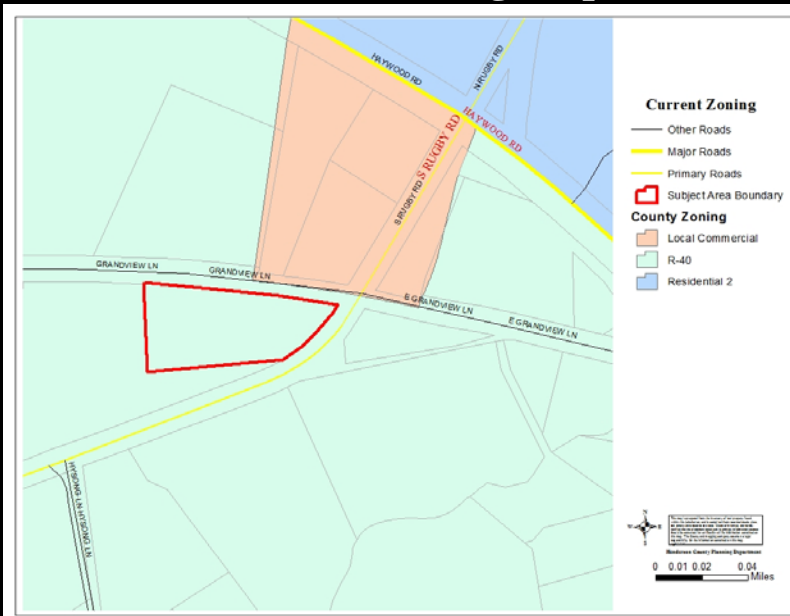 HAYWOOD RD
N RUGBY RD
HAYWOOD RD
S RUGBY RD
S RUGBY RD
GRANDVIEW LN
GRANDVIEW LN
E GRANDVIEW LN
E GRANDVIEW LN
HYSONG LN
HYSONG LN
Current Zoning
Other Roads
Major Roads
Primary Roads
Subject Area Boundary
County Zoning
Local Commercial
R-40
Residential 2
N
W
E
S
Henderson County Planning Department
0 0.01 0.02 0.04
Miles